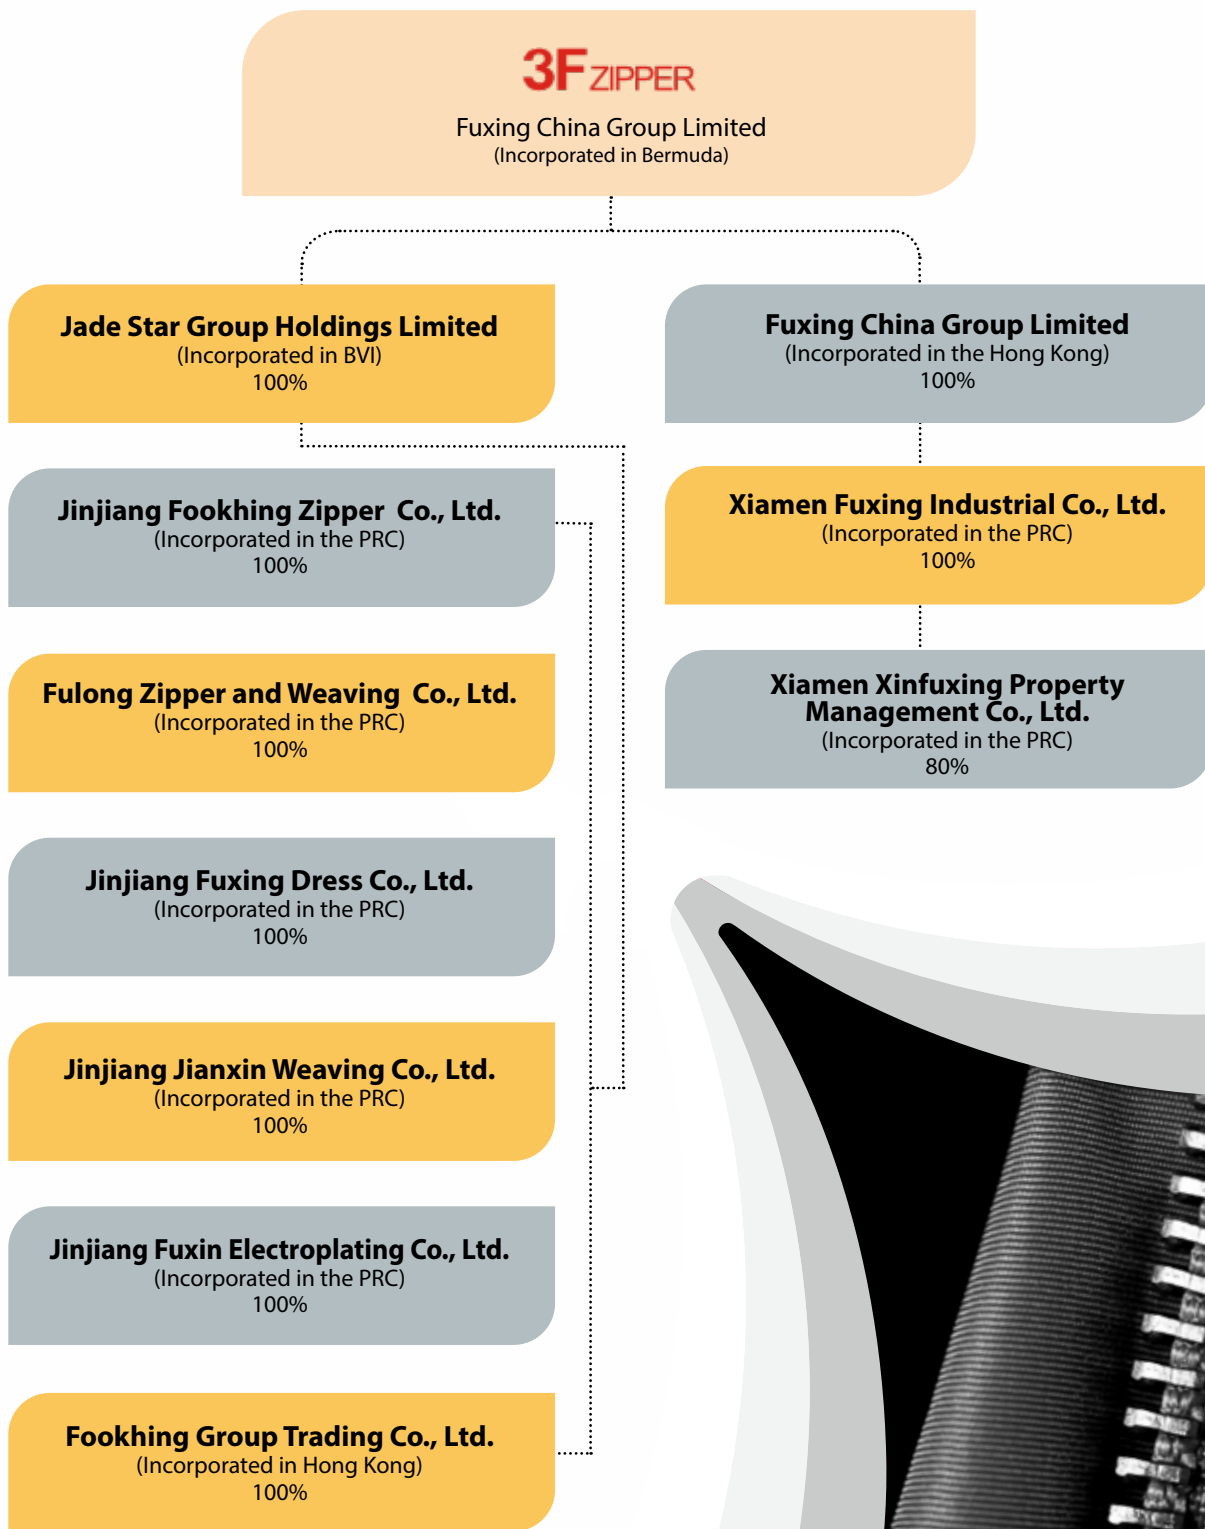 3F ZIPPER
Fuxing China Group Limited
(Incorporated in Bermuda)
Jade Star Group Holdings Limited
(Incorporated in BVI)
100%
Fuxing China Group Limited
(Incorporated in the Hong Kong)
100%
Jinjiang Fookhing Zipper Co., Ltd.
(Incorporated in the PRC)
100%
Xiamen Fuxing Industrial Co., Ltd.
(Incorporated in the PRC)
100%
Fulong Zipper and Weaving Co., Ltd.
(Incorporated in the PRC)
100%
Xiamen Xinfuxing Property
Management Co., Ltd.
(Incorporated in the PRC)
80%
Jinjiang Fuxing Dress Co., Ltd.
(Incorporated in the PRC)
100%
Jinjiang Jianxin Weaving Co., Ltd.
(Incorporated in the PRC)
100%
Jinjiang Fuxin Electroplating Co., Ltd.
(Incorporated in the PRC)
100%
Fookhing Group Trading Co., Ltd.
(Incorporated in Hong Kong)
100%